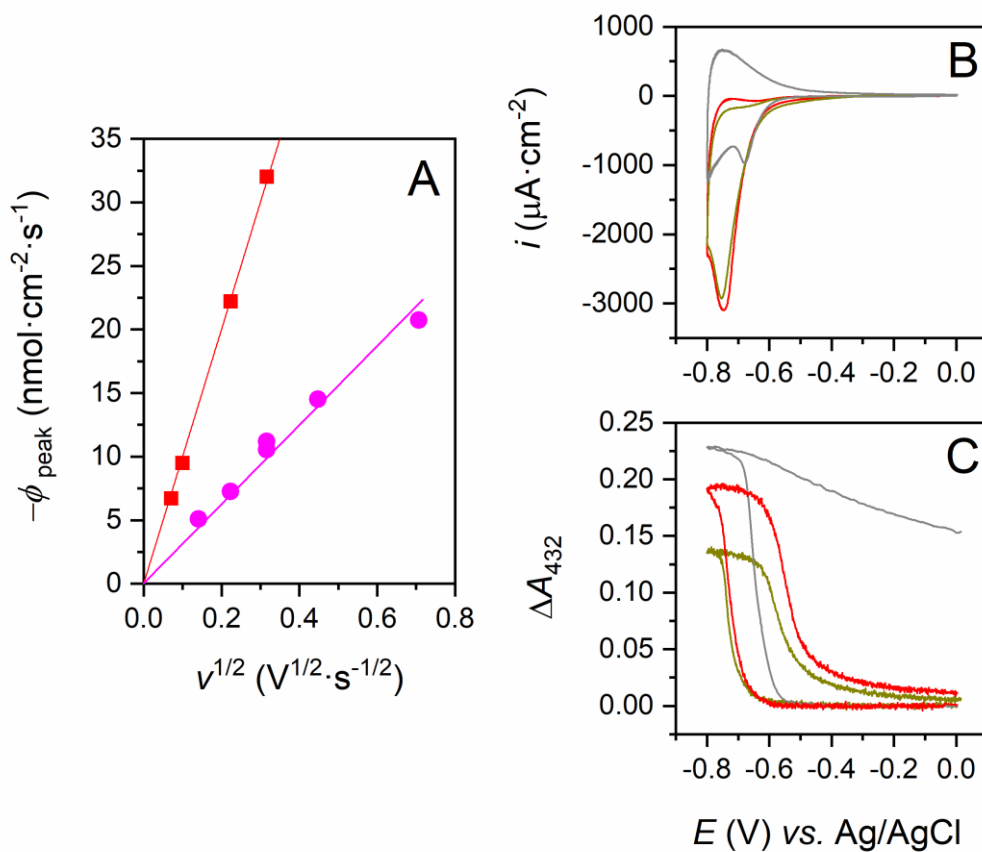 A
35
30
25
20
15
10
5
0
0.0 0.2 0.4 0.6 0.8
−ϕpeak (nmol·cm-2·s-1)
v1/2 (V1/2·s-1/2)
B
1000
0
-1000
-2000
-3000
i (µA·cm-2)
-0.8 -0.6 -0.4 -0.2 0.0
C
0.25
0.20
0.15
0.10
0.05
0.00
ΔA432
-0.8 -0.6 -0.4 -0.2 0.0
E (V) vs. Ag/AgCl